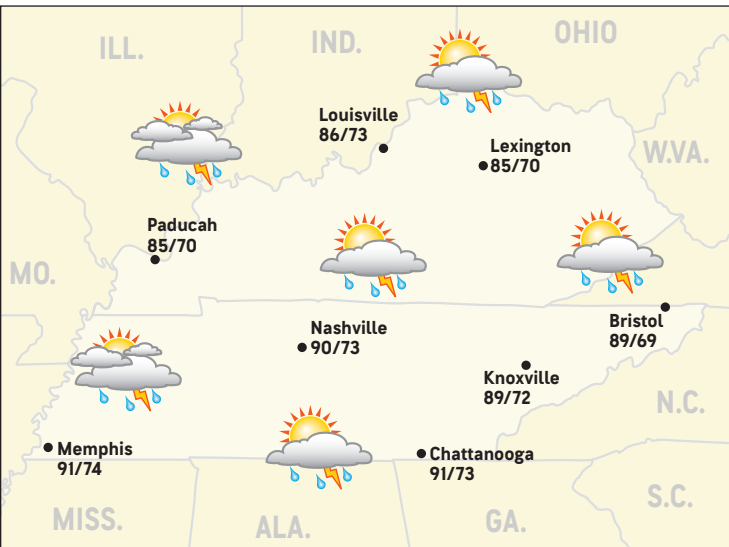 ILL.
IND.
OHIO
Louisville
86/73
Lexington
85/70
W.VA.
Paducah
85/70
MO.
Nashville
90/73
Bristol
89/69
Knoxville
89/72
N.C.
Memphis
91/74
Chattanooga
91/73
MISS.
ALA.
GA.
S.C.